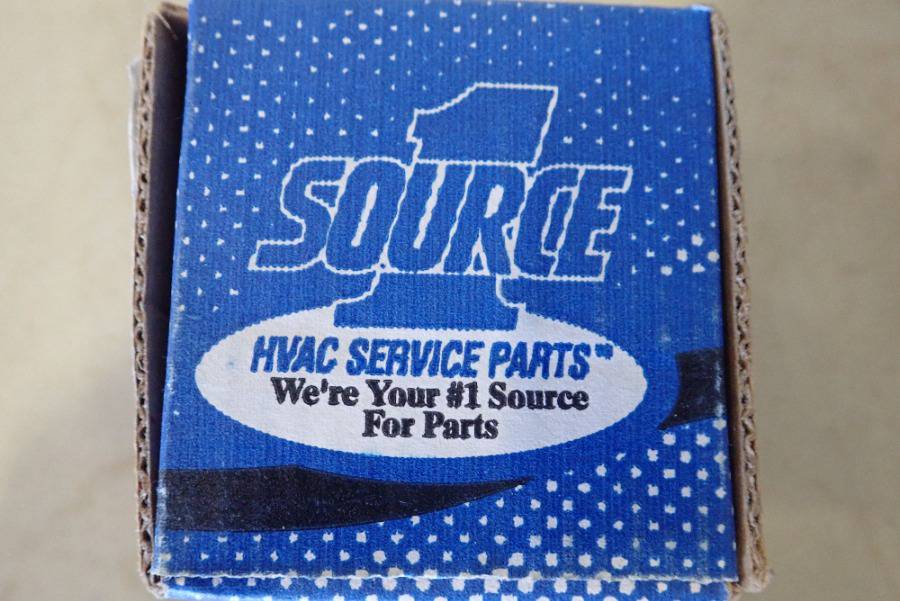 1
SOURCE
HVAC SERVICE PARTS™
We're Your #1 Source
For Parts